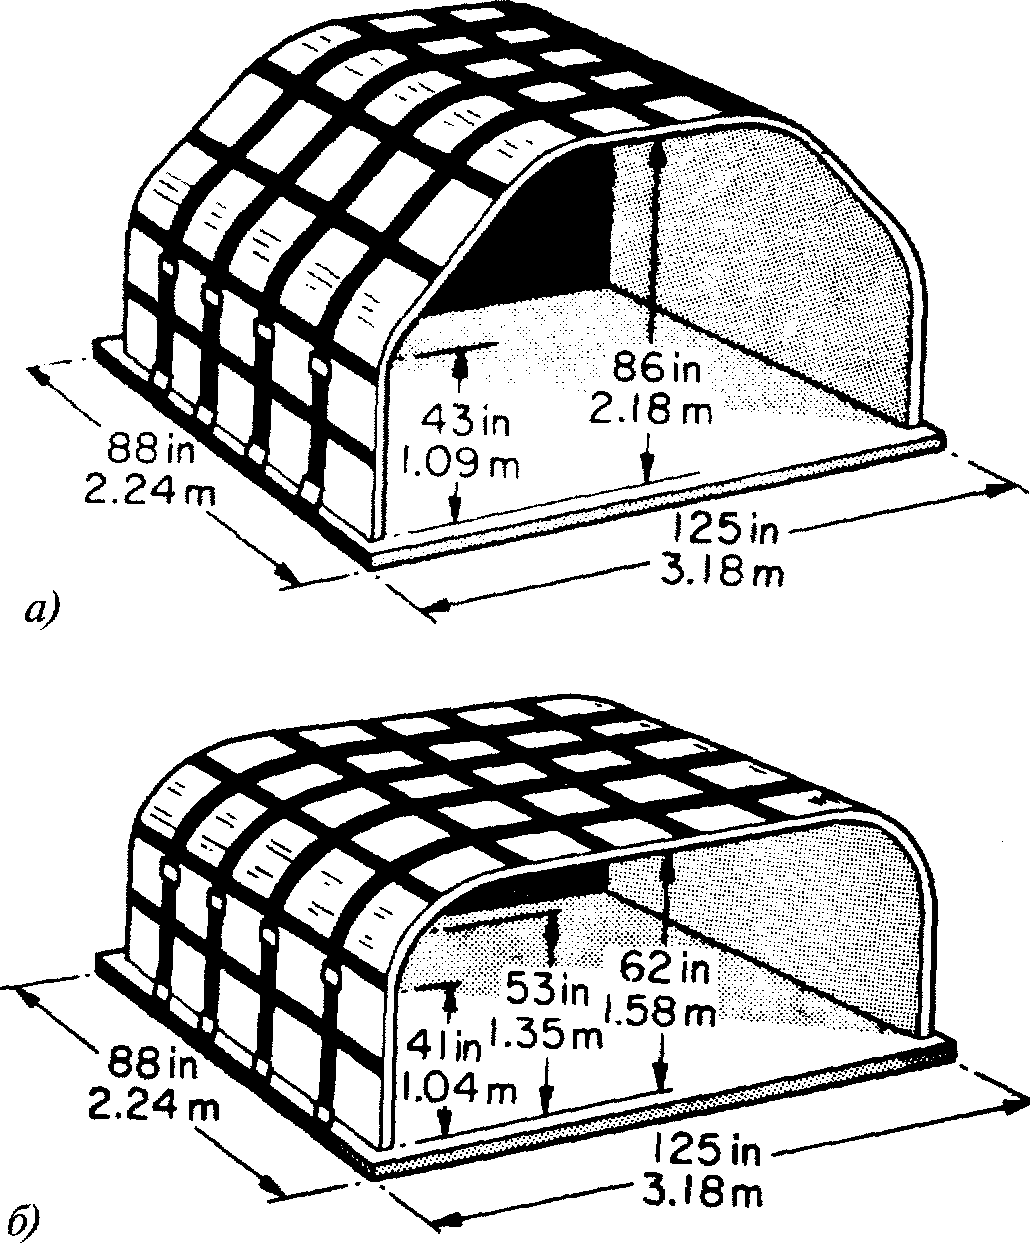 86 in
2.18 m
43 in
1.09 m
88 in
2.24 m
125 in
3.18 m
а)
62 in
1.58 m
53 in
1.35 m
41 in
1.04 m
88 in
2.24 m
125 in
3.18 m
б)